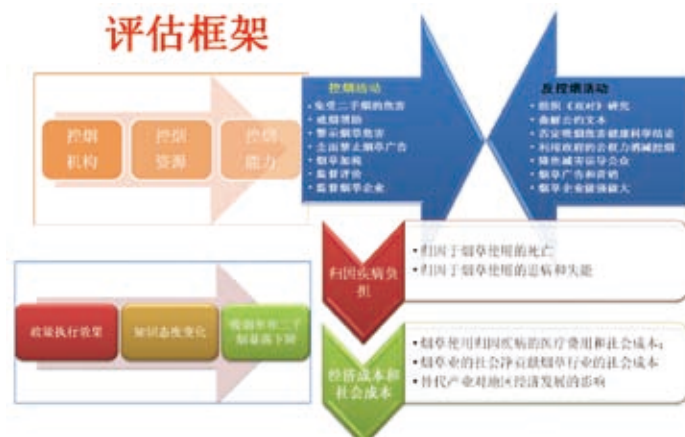 评估框架
控烟机构
控烟资源
控烟能力
控烟活动
• 免受二手烟的危害
• 戒烟帮助
• 警示烟草危害
• 全面禁止烟草广告
• 烟草加税
• 监督评价
• 监督烟草企业
反控烟活动
• 组织《双对》研究
• 曲解公约文本
• 否定吸烟危害健康科学结论
• 利用政府的公权力消减控烟
• 降焦减害误导公众
• 烟草广告和营销
• 烟草企业做强做大
归因疾病负
担
• 归因于烟草使用的死亡
• 归因于烟草使用的患病和失能
政策执行效果
知识态度变化
吸烟率和二手
烟暴露下降
经济成本和
社会成本
• 烟草使用归因疾病的医疗费用和社会成本;
• 烟草业的社会净贡献烟草行业的社会成本
• 替代产业对地区经济发展的影响